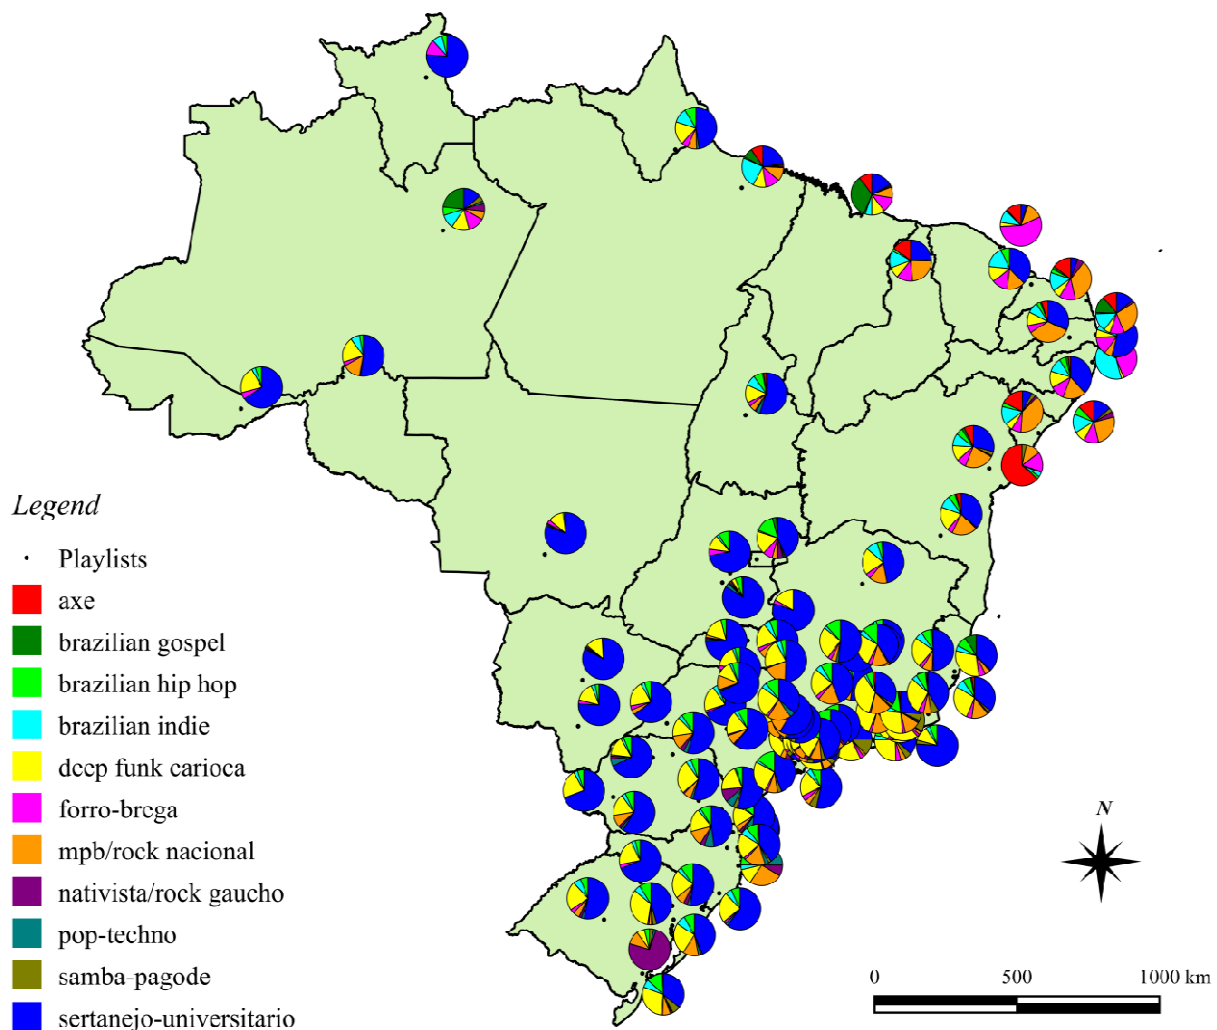 Legend
Playlists
axe
brazilian gospel
brazilian hip hop
brazilian indie
deep funk carioca
forro-brega
mpb/rock nacional
nativista/rock gaucho
pop-techno
samba-pagode
sertanejo-universitario
N
0 500 1000 km